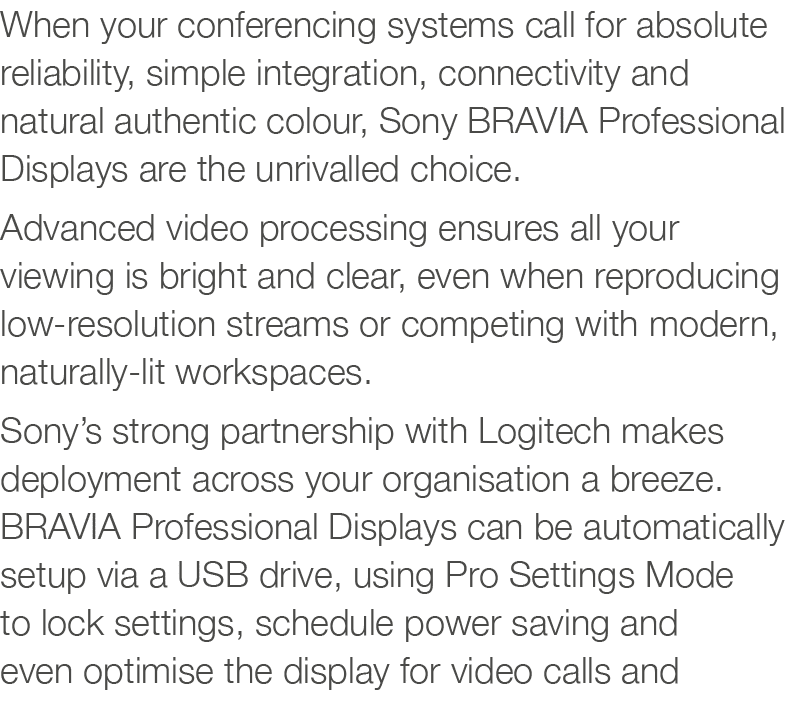 When your conferencing systems call for absolute
reliability, simple integration, connectivity and
natural authentic colour, Sony BRAVIA Professional
Displays are the unrivalled choice.
Advanced video processing ensures all your
viewing is bright and clear, even when reproducing
low-resolution streams or competing with modern,
naturally-lit workspaces.
Sony’s strong partnership with Logitech makes
deployment across your organisation a breeze.
BRAVIA Professional Displays can be automatically
setup via a USB drive, using Pro Settings Mode
to lock settings, schedule power saving and
even optimise the display for video calls and